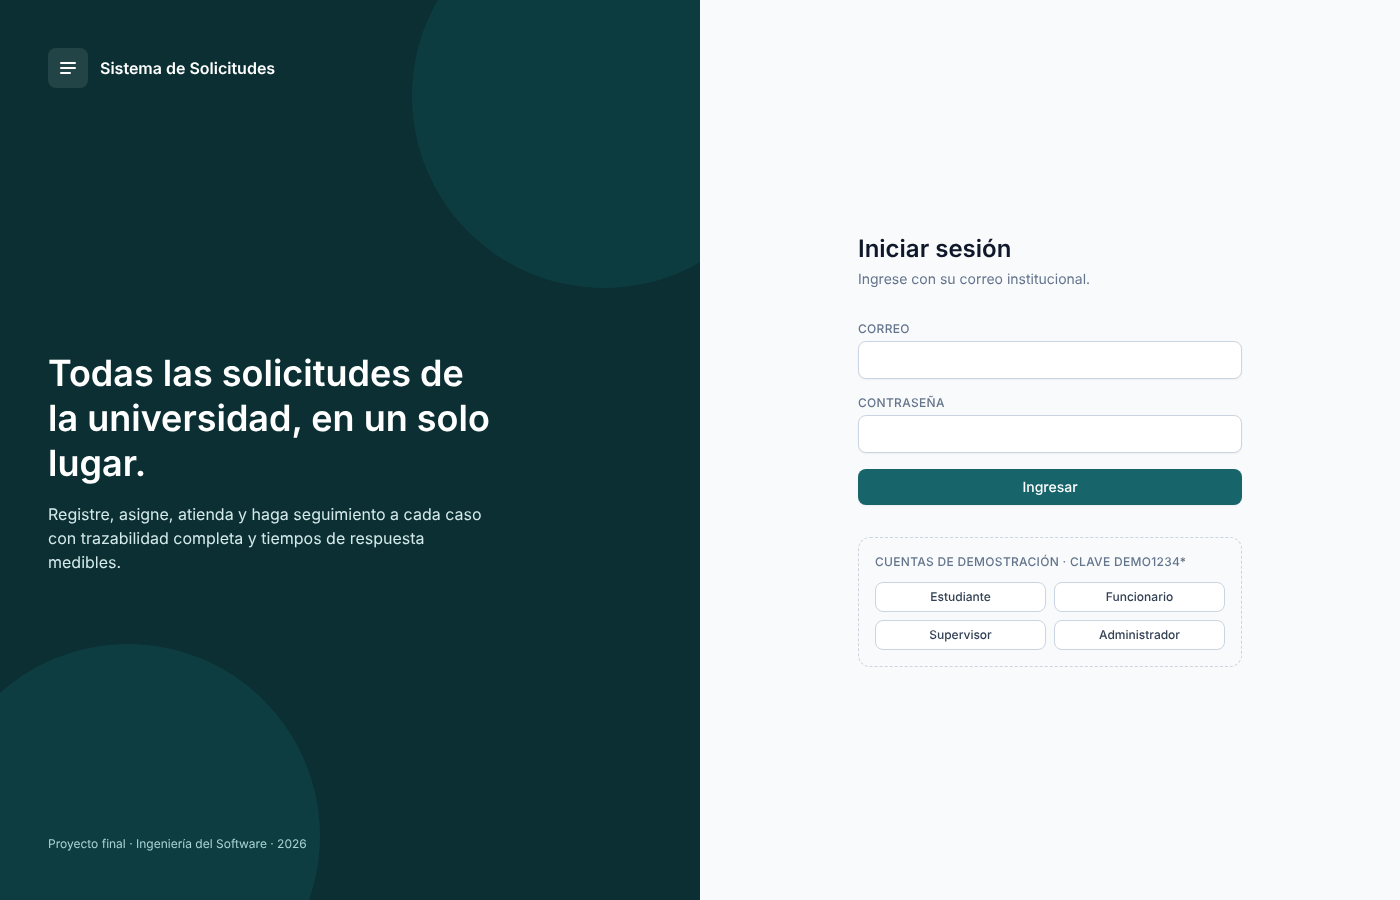 Sistema de Solicitudes
Todas las solicitudes de
la universidad, en un solo
lugar.
Registre, asigne, atienda y haga seguimiento a cada caso
con trazabilidad completa y tiempos de respuesta
medibles.
Proyecto final · Ingeniería del Software · 2026
Iniciar sesión
Ingrese con su correo institucional.
CORREO
CONTRASEÑA
Ingresar
CUENTAS DE DEMOSTRACIÓN · CLAVE DEMO1234*
Estudiante
Funcionario
Supervisor
Administrador